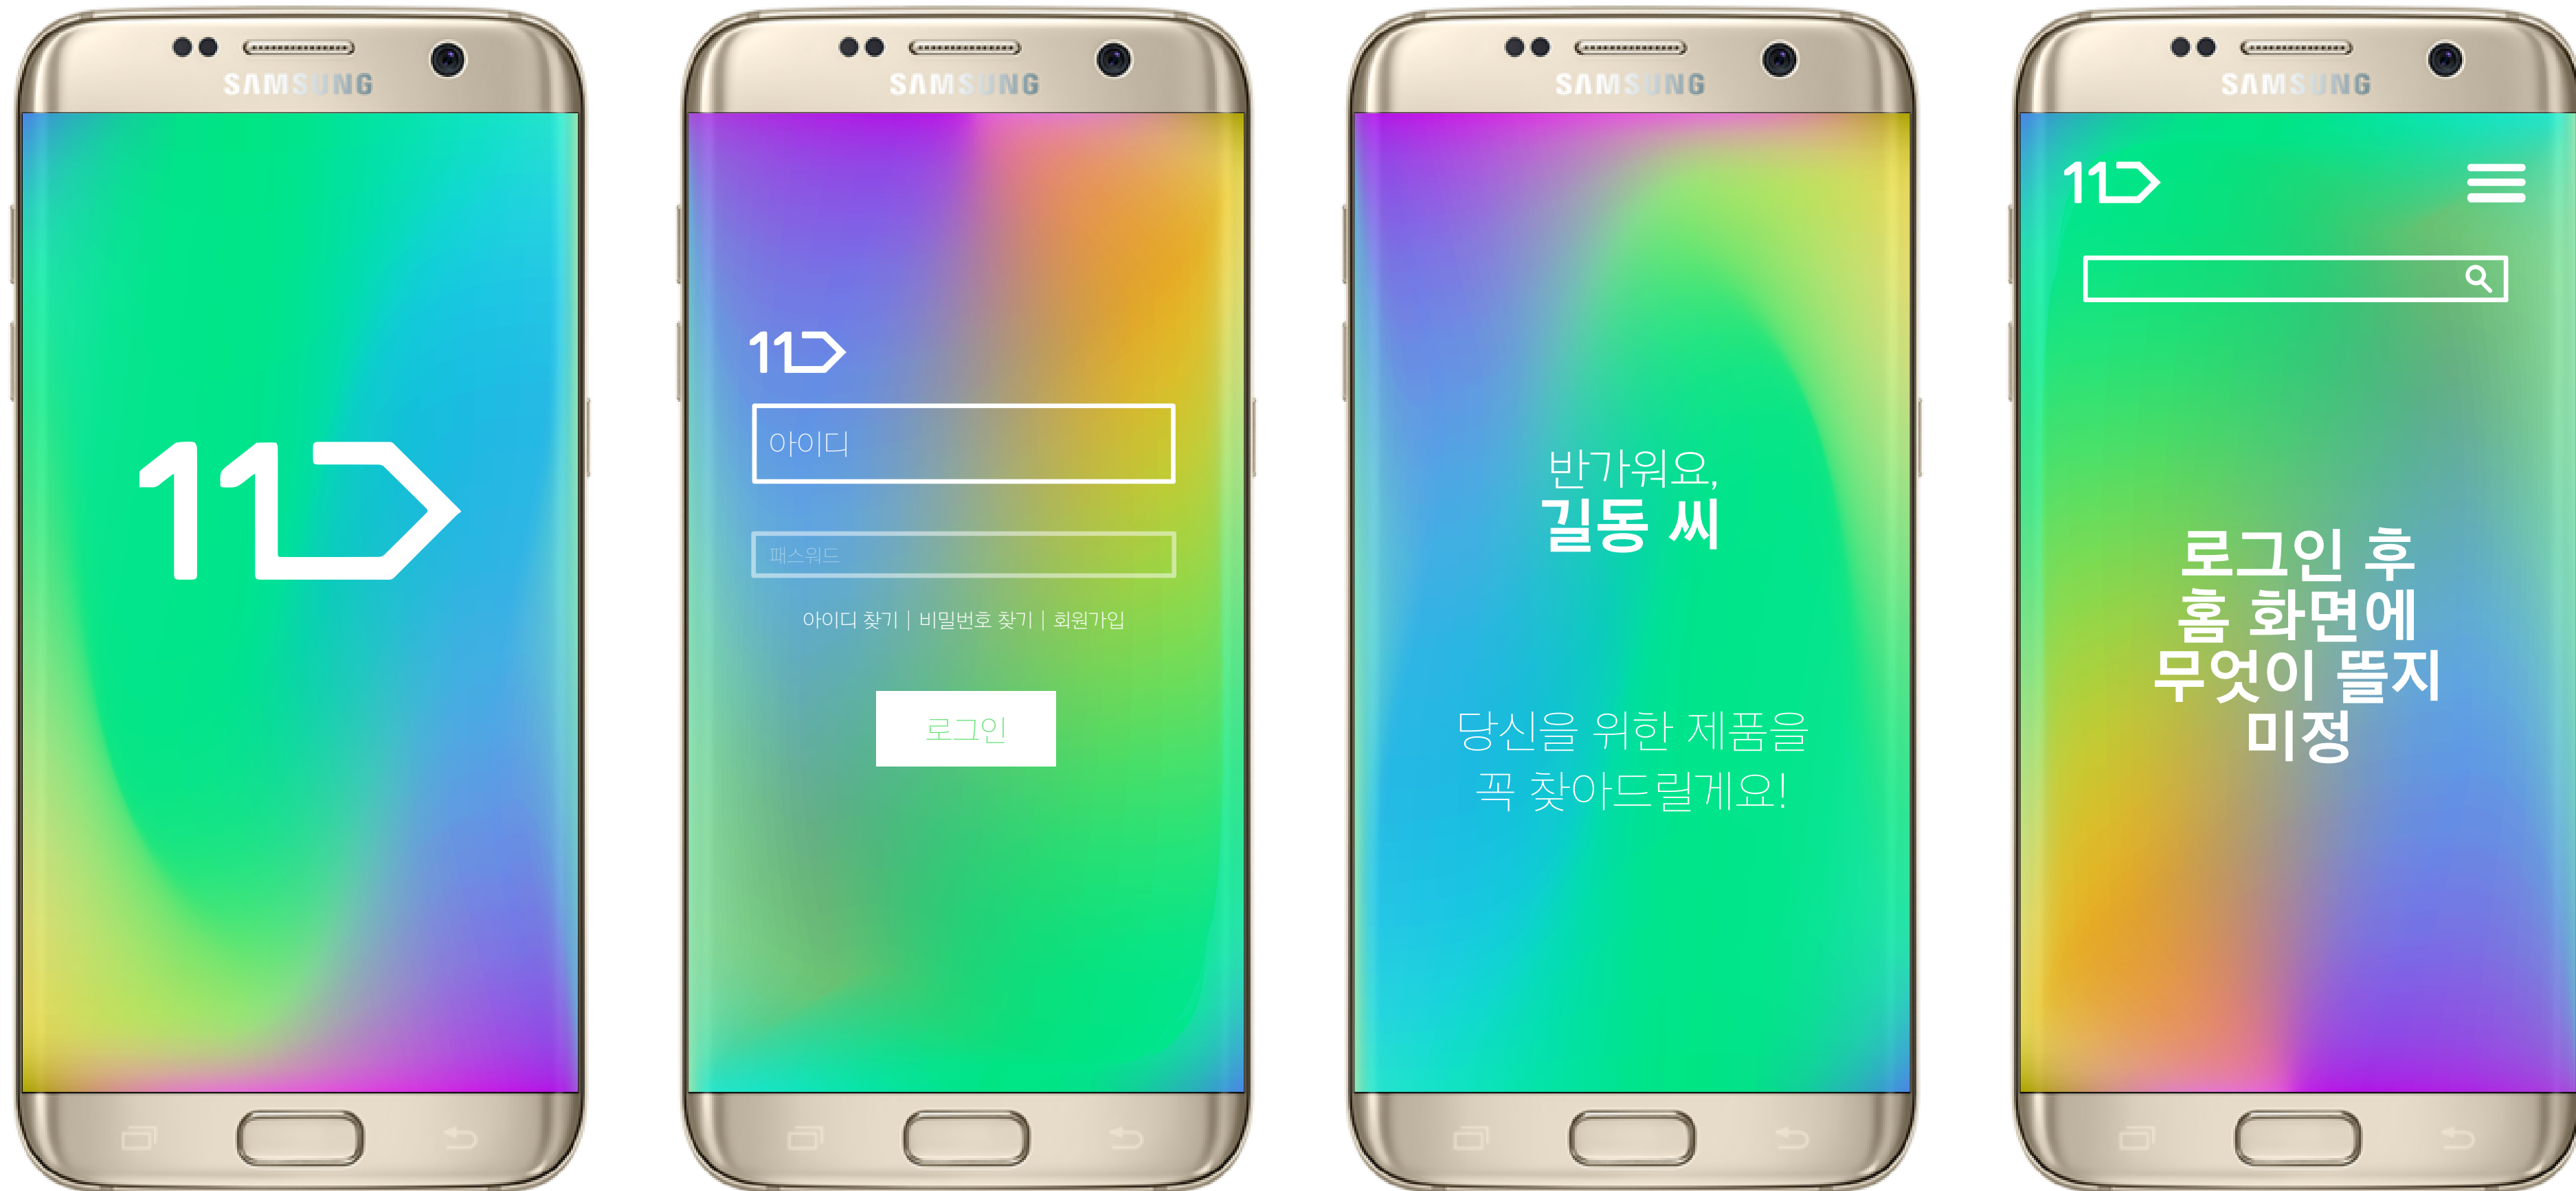 SAMSUNG
11
SAMSUNG
11
아이디
패스워드
아이디 찾기 | 비밀번호 찾기 | 회원가입
로그인
SAMSUNG
반가워요,
길동 씨
당신을 위한 제품을
꼭 찾아드릴게요!
SAMSUNG
11
로그인 후
홈 화면에
무엇이 뜰지
미정